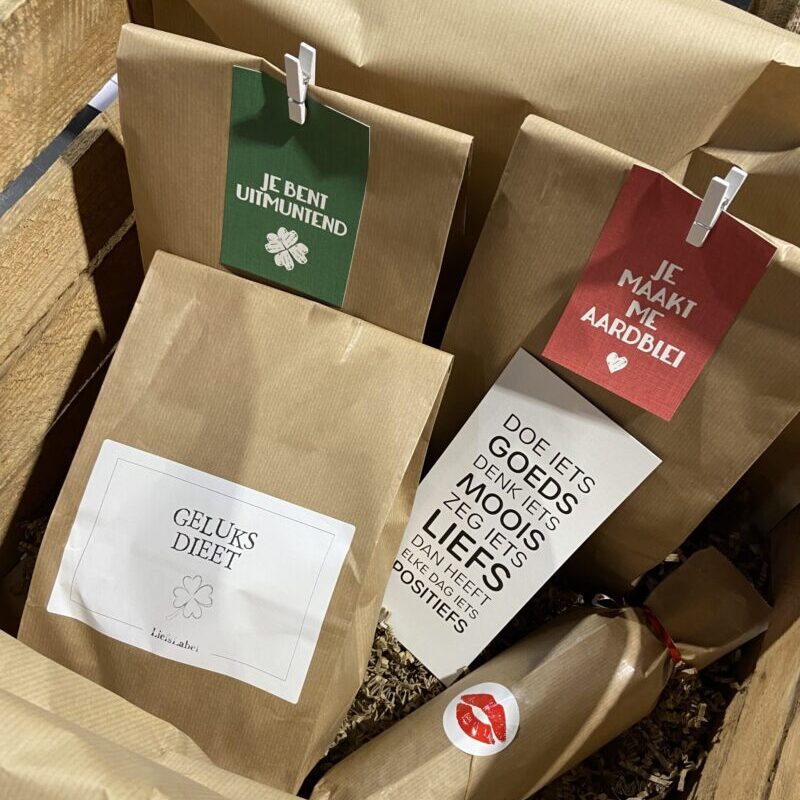 JE BENT
UITMUNTEND
JE
MAAKT
ME
AARDBLEI
DOE IETS
GOEDS
DENK IETS
MOOIS
ZEG IETS
LIEFS
DAN HEEFT
ELKE DAG IETS
POSITIEFS
GELUKS
DIEET
LiefsLabel